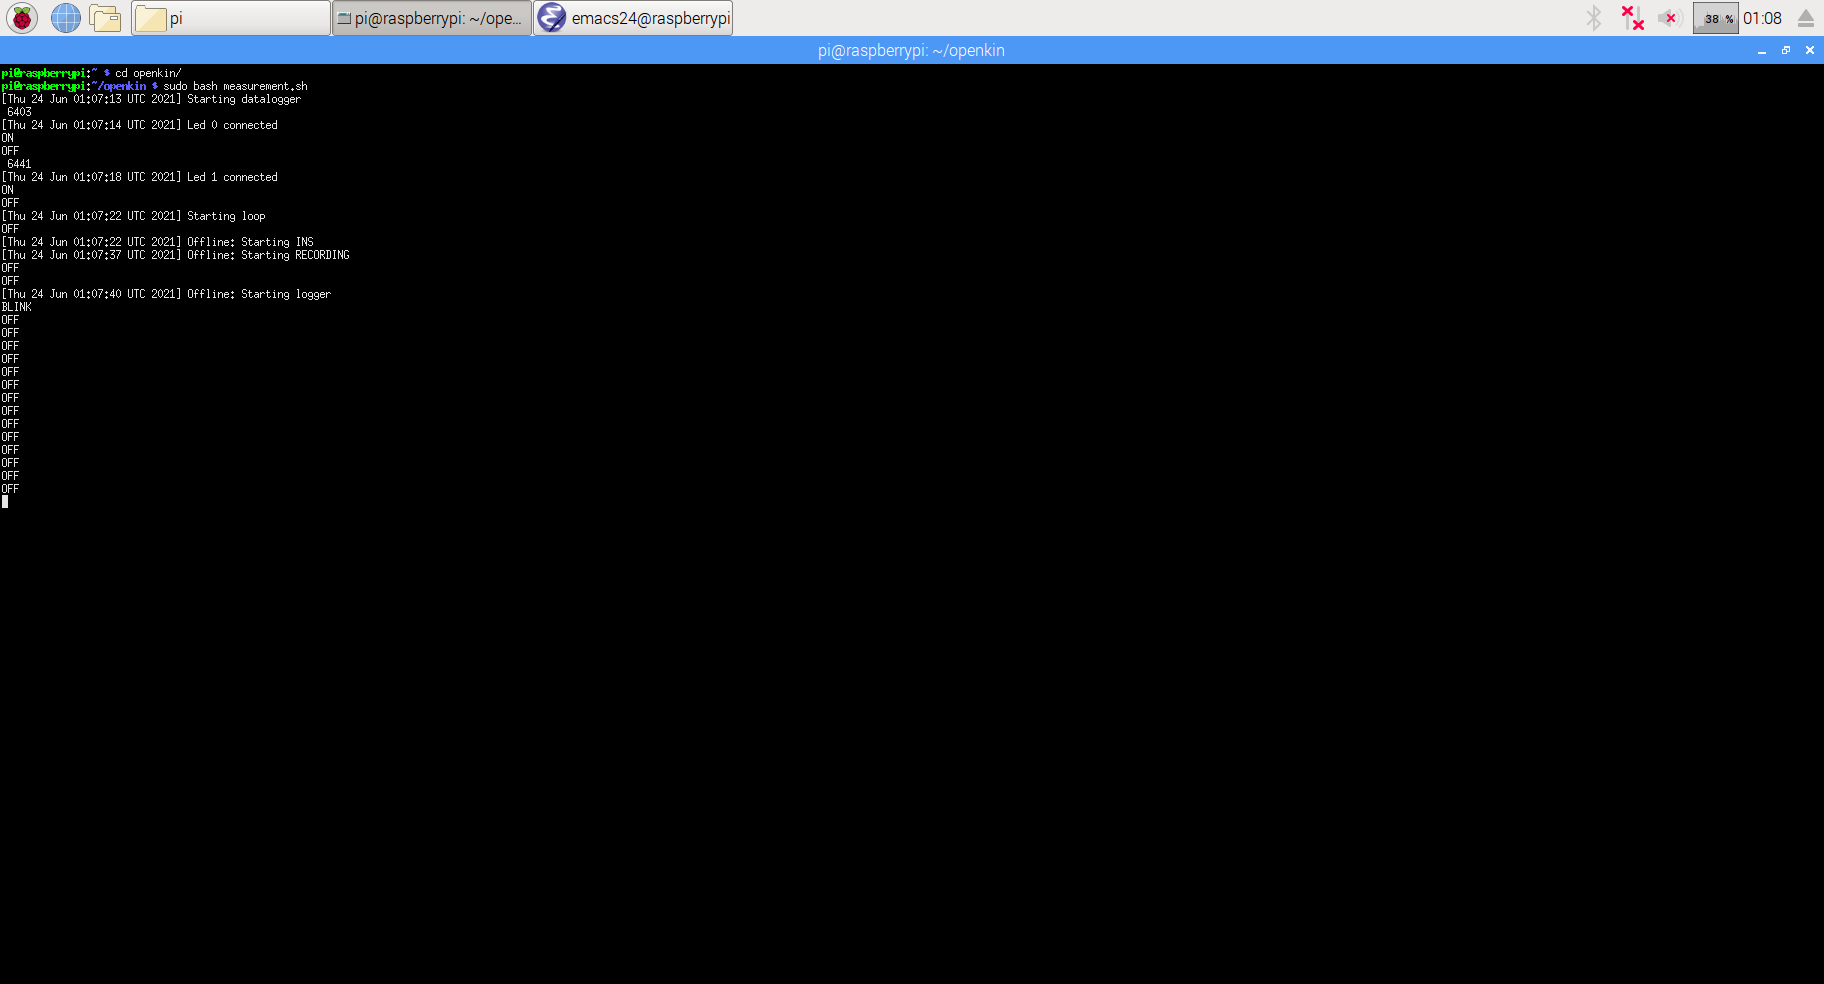 pi
pi@raspberrypi: ~/ope...
emacs24@raspberrypi
38 %
01:08
pi@raspberrypi: ~/openkin
pi@raspberrypi:~ $ cd openkin/
pi@raspberrypi:~/openkin $ sudo bash measurement.sh
[Thu 24 Jun 01:07:13 UTC 2021] Starting datalogger
6403
[Thu 24 Jun 01:07:14 UTC 2021] Led 0 connected
ON
OFF
6441
[Thu 24 Jun 01:07:18 UTC 2021] Led 1 connected
ON
OFF
[Thu 24 Jun 01:07:22 UTC 2021] Starting loop
OFF
[Thu 24 Jun 01:07:22 UTC 2021] Offline: Starting INS
[Thu 24 Jun 01:07:37 UTC 2021] Offline: Starting RECORDING
OFF
OFF
[Thu 24 Jun 01:07:40 UTC 2021] Offline: Starting logger
BLINK
OFF
OFF
OFF
OFF
OFF
OFF
OFF
OFF
OFF
OFF
OFF
OFF
OFF
OFF